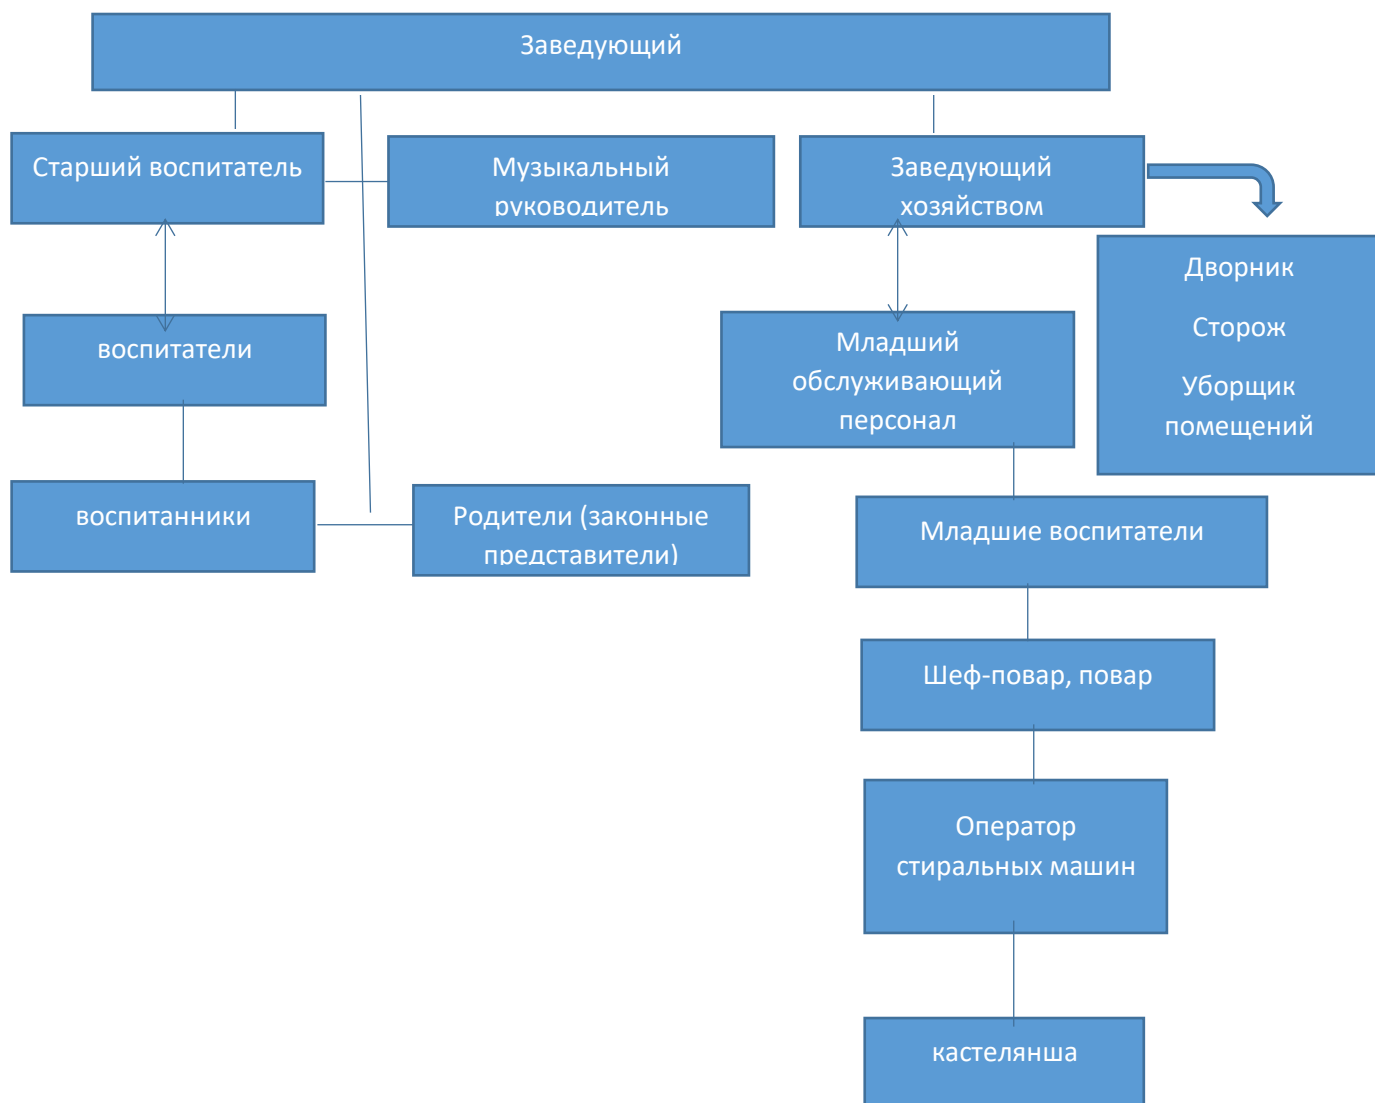 Заведующий
Старший воспитатель
Музыкальный
руководитель
Заведующий
хозяйством
Дворник
Сторож
Уборщик
помещений
воспитатели
Младший
обслуживающий
персонал
воспитанники
Родители (законные
представители)
Младшие воспитатели
Шеф-повар, повар
Оператор
стиральных машин
кастелянша